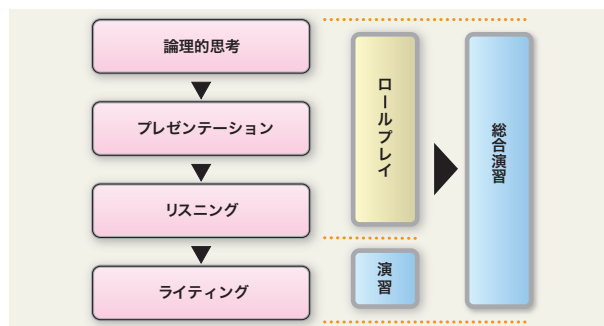 論理的思考
プレゼンテーション
リスニング
ライティング
ロールプレイ
演習
総合演習